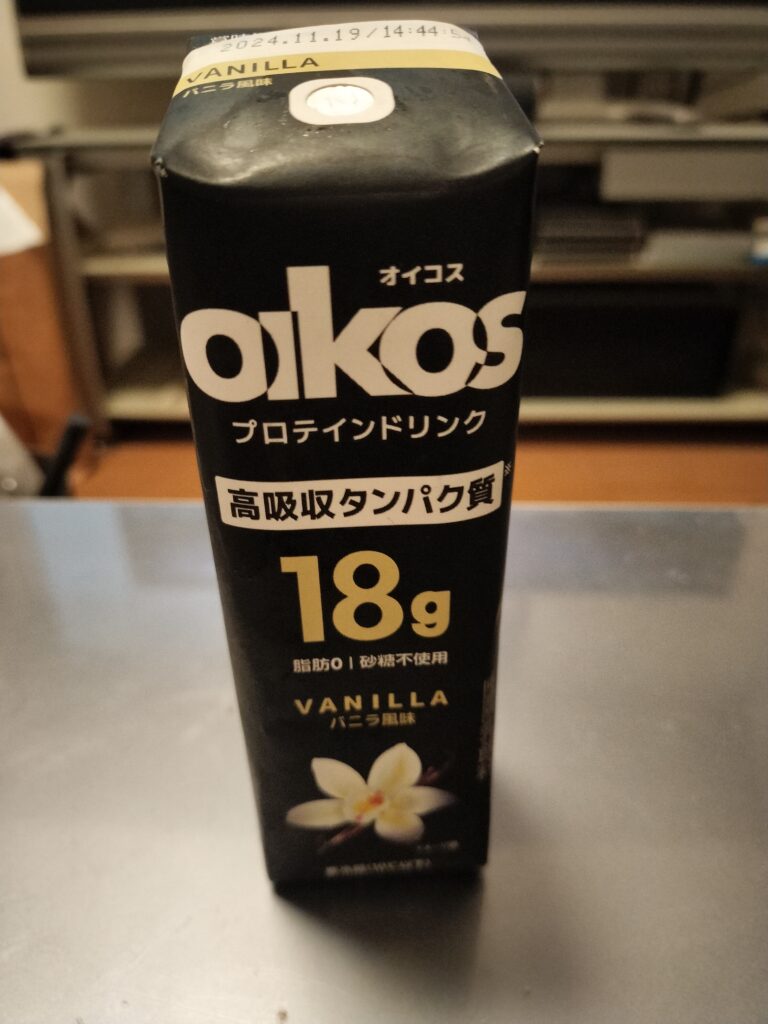 2024.11.19/14:44:5
VANILLA
バニラ風味
オイコス
oikos
プロテインドリンク
高吸収タンパク質※
18g
脂肪0 | 砂糖不使用
VANILLA
バニラ風味